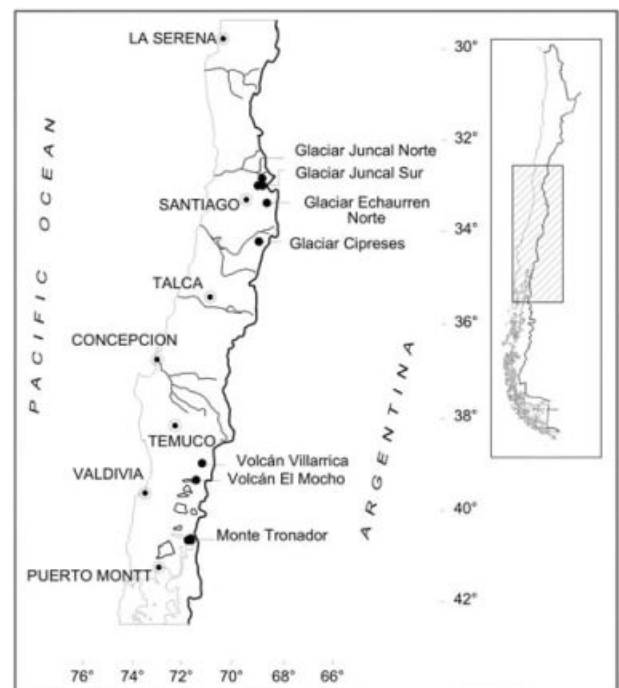 LA SERENA
30°
PACIFIC OCEAN
32°
Glaciar Juncal Norte
Glaciar Juncal Sur
SANTIAGO
Glaciar Echaurren
Norte
34°
Glaciar Cipreses
TALCA
CONCEPCION
36°
ARGENTINA
38°
TEMUCO
Volcán Villarrica
VALDIVIA
Volcán El Mocho
40°
Monte Tronador
PUERTO MONTT
42°
76° 74° 72° 70° 68° 66°